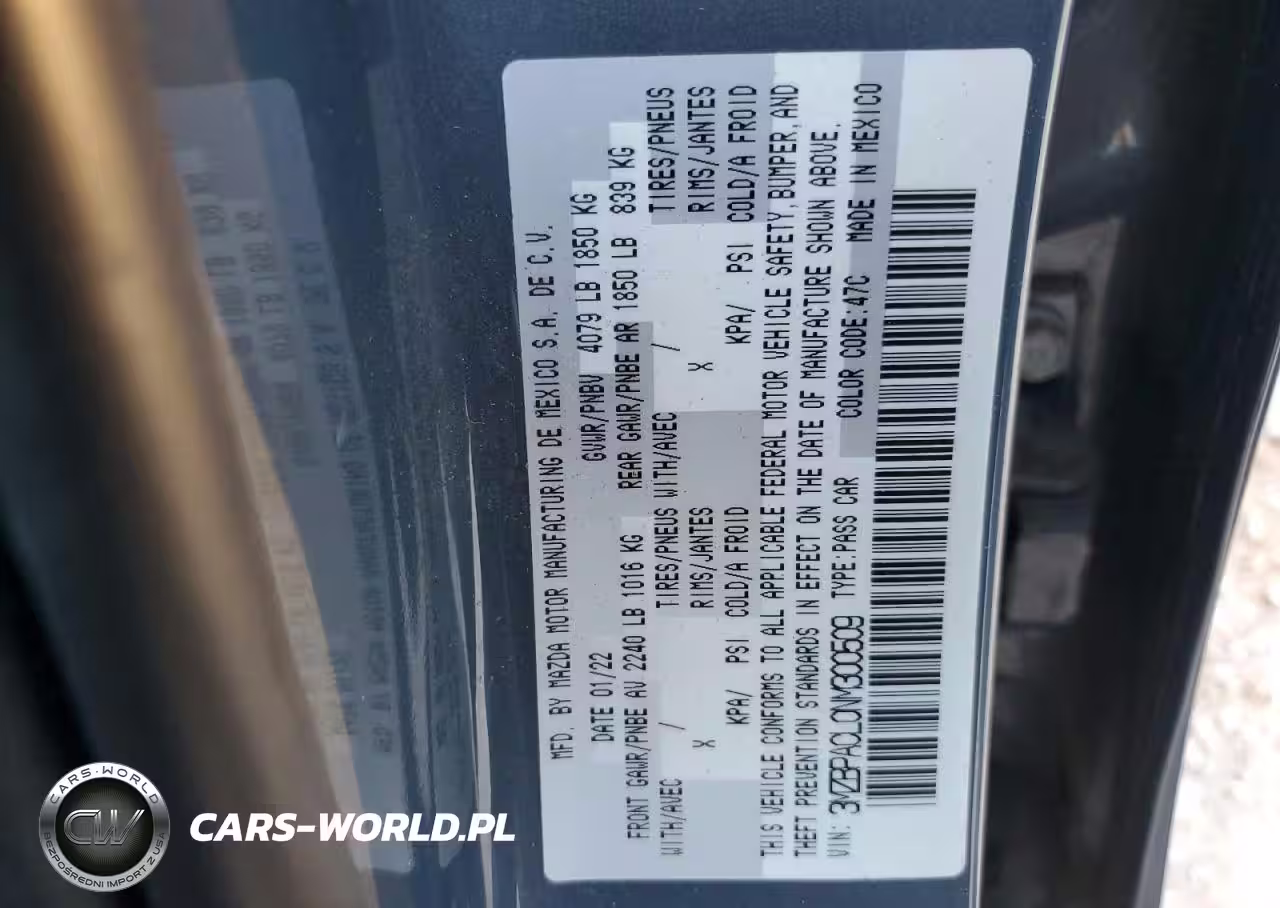 MFD. BY MAZDA MOTOR MANUFACTURING DE MEXICO S.A. DE C.V.
DATE 01/22 GVWR/PNBV 4079 LB 1850 KG
FRONT GAWR/PNBE AV 2240 LB 1016 KG REAR GAWR/PNBE AR 1850 LB 839 KG
WITH/AVEC / TIRES/PNEUS WITH/AVEC / TIRES/PNEUS
X RIMS/JANTES X RIMS/JANTES
KPA/ PSI COLD/A FROID KPA/ PSI COLD/A FROID
THIS VEHICLE CONFORMS TO ALL APPLICABLE FEDERAL MOTOR VEHICLE SAFETY, BUMPER, AND
THEFT PREVENTION STANDARDS IN EFFECT ON THE DATE OF MANUFACTURE SHOWN ABOVE.
VIN: 3MZBPACL0NM300509 TYPE:PASS CAR COLOR CODE:47C MADE IN MEXICO
CARS-WORLD
CW
BEZPOŚREDNI IMPORT Z USA
CARS-WORLD.PL